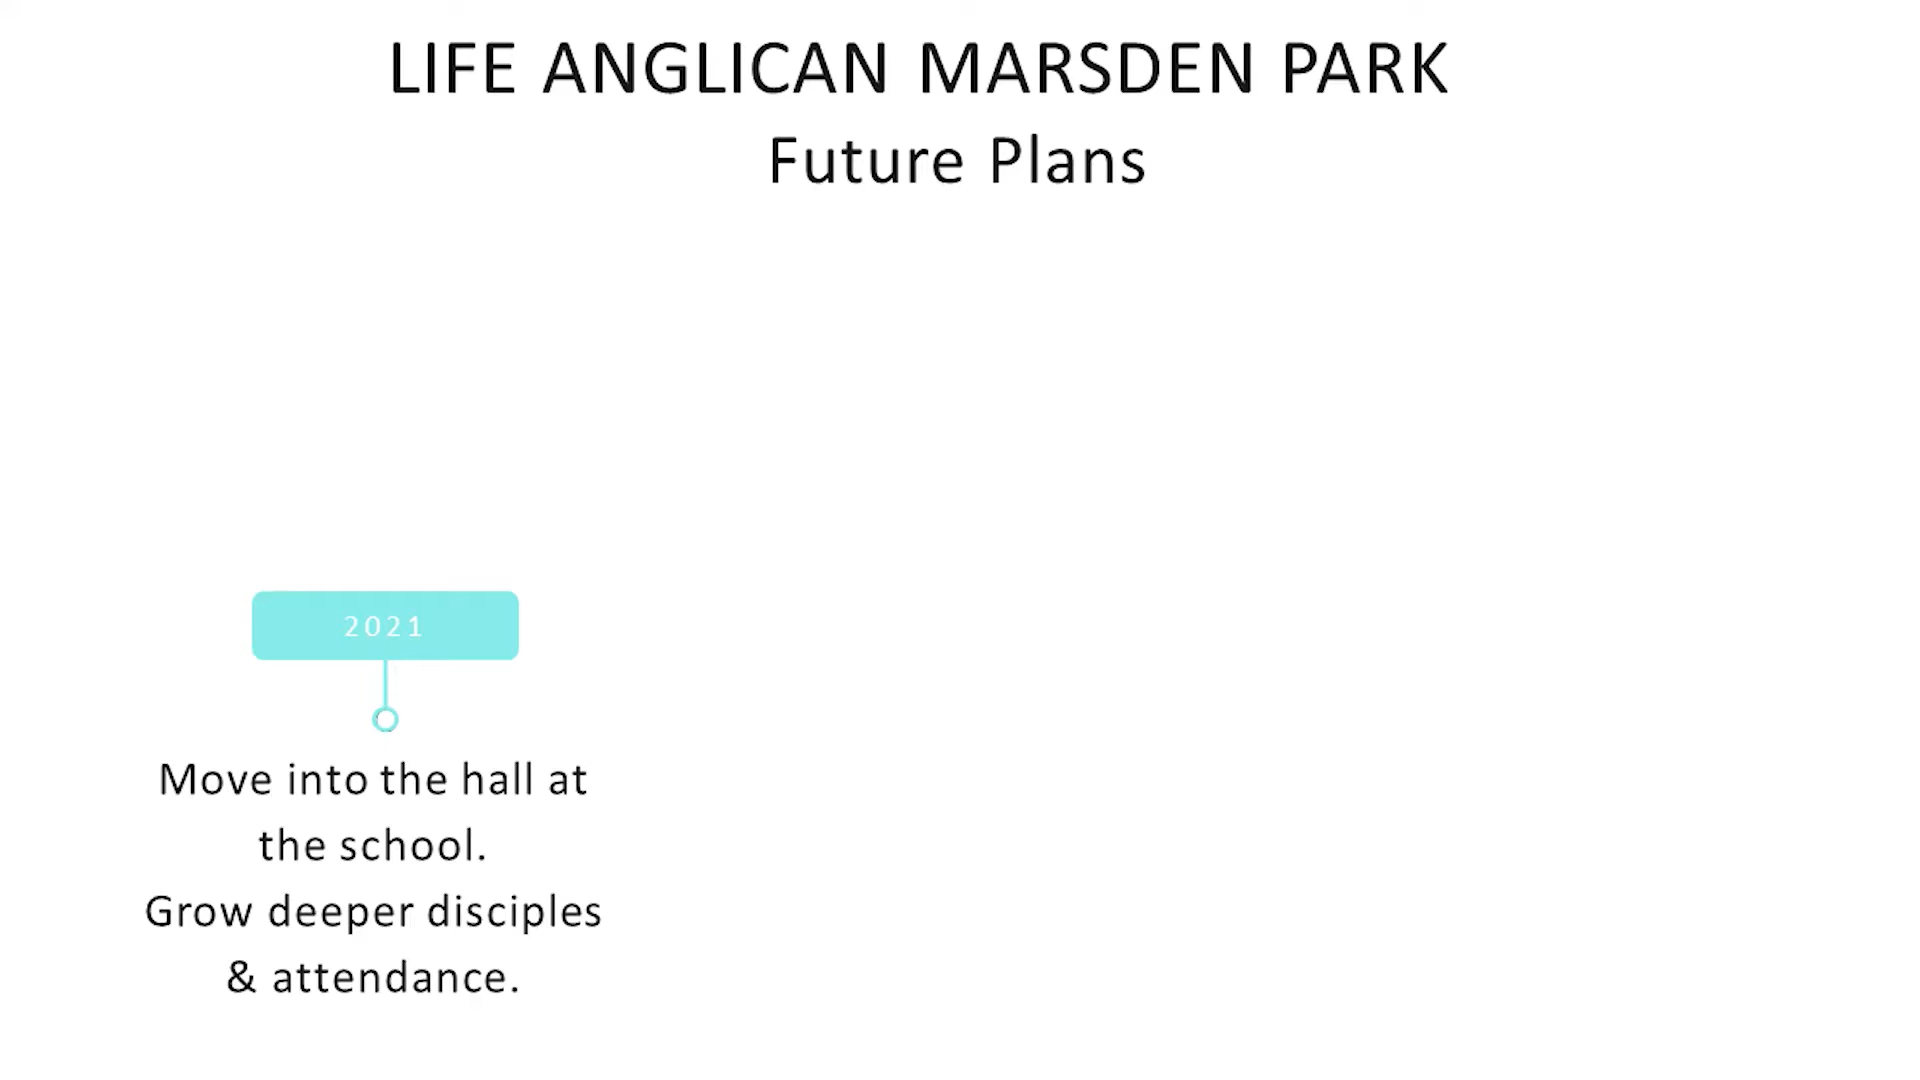 LIFE ANGLICAN MARSDEN PARK
Future Plans
2021
Move into the hall at
the school.
Grow deeper disciples
& attendance.